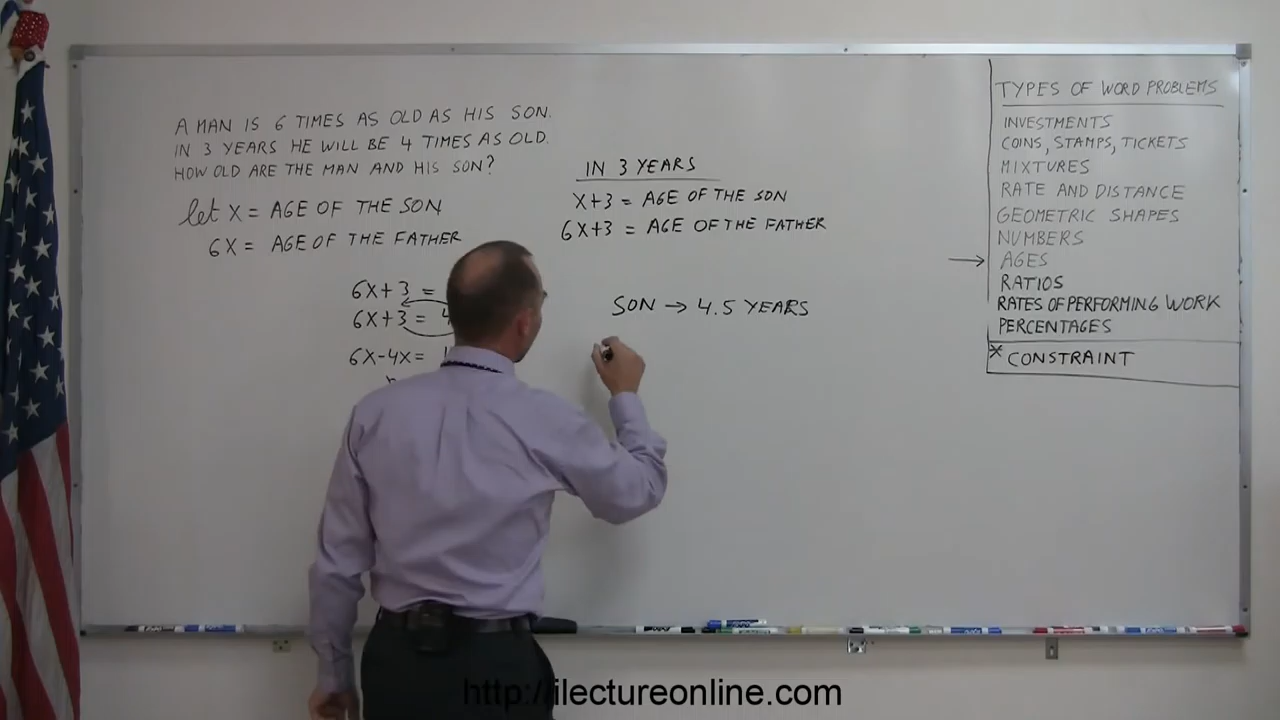 A MAN IS 6 TIMES AS OLD AS HIS SON.
IN 3 YEARS HE WILL BE 4 TIMES AS OLD.
HOW OLD ARE THE MAN AND HIS SON?
let X = AGE OF THE SON
6X = AGE OF THE FATHER
6X+3 =
6X+3 = 4
6X-4X =
IN 3 YEARS
X+3 = AGE OF THE SON
6X+3 = AGE OF THE FATHER
SON → 4.5 YEARS
TYPES OF WORD PROBLEMS
INVESTMENTS
COINS, STAMPS, TICKETS
MIXTURES
RATE AND DISTANCE
GEOMETRIC SHAPES
NUMBERS
→ AGES
RATIOS
RATES OF PERFORMING WORK
PERCENTAGES
* CONSTRAINT
http://ilectureonline.com